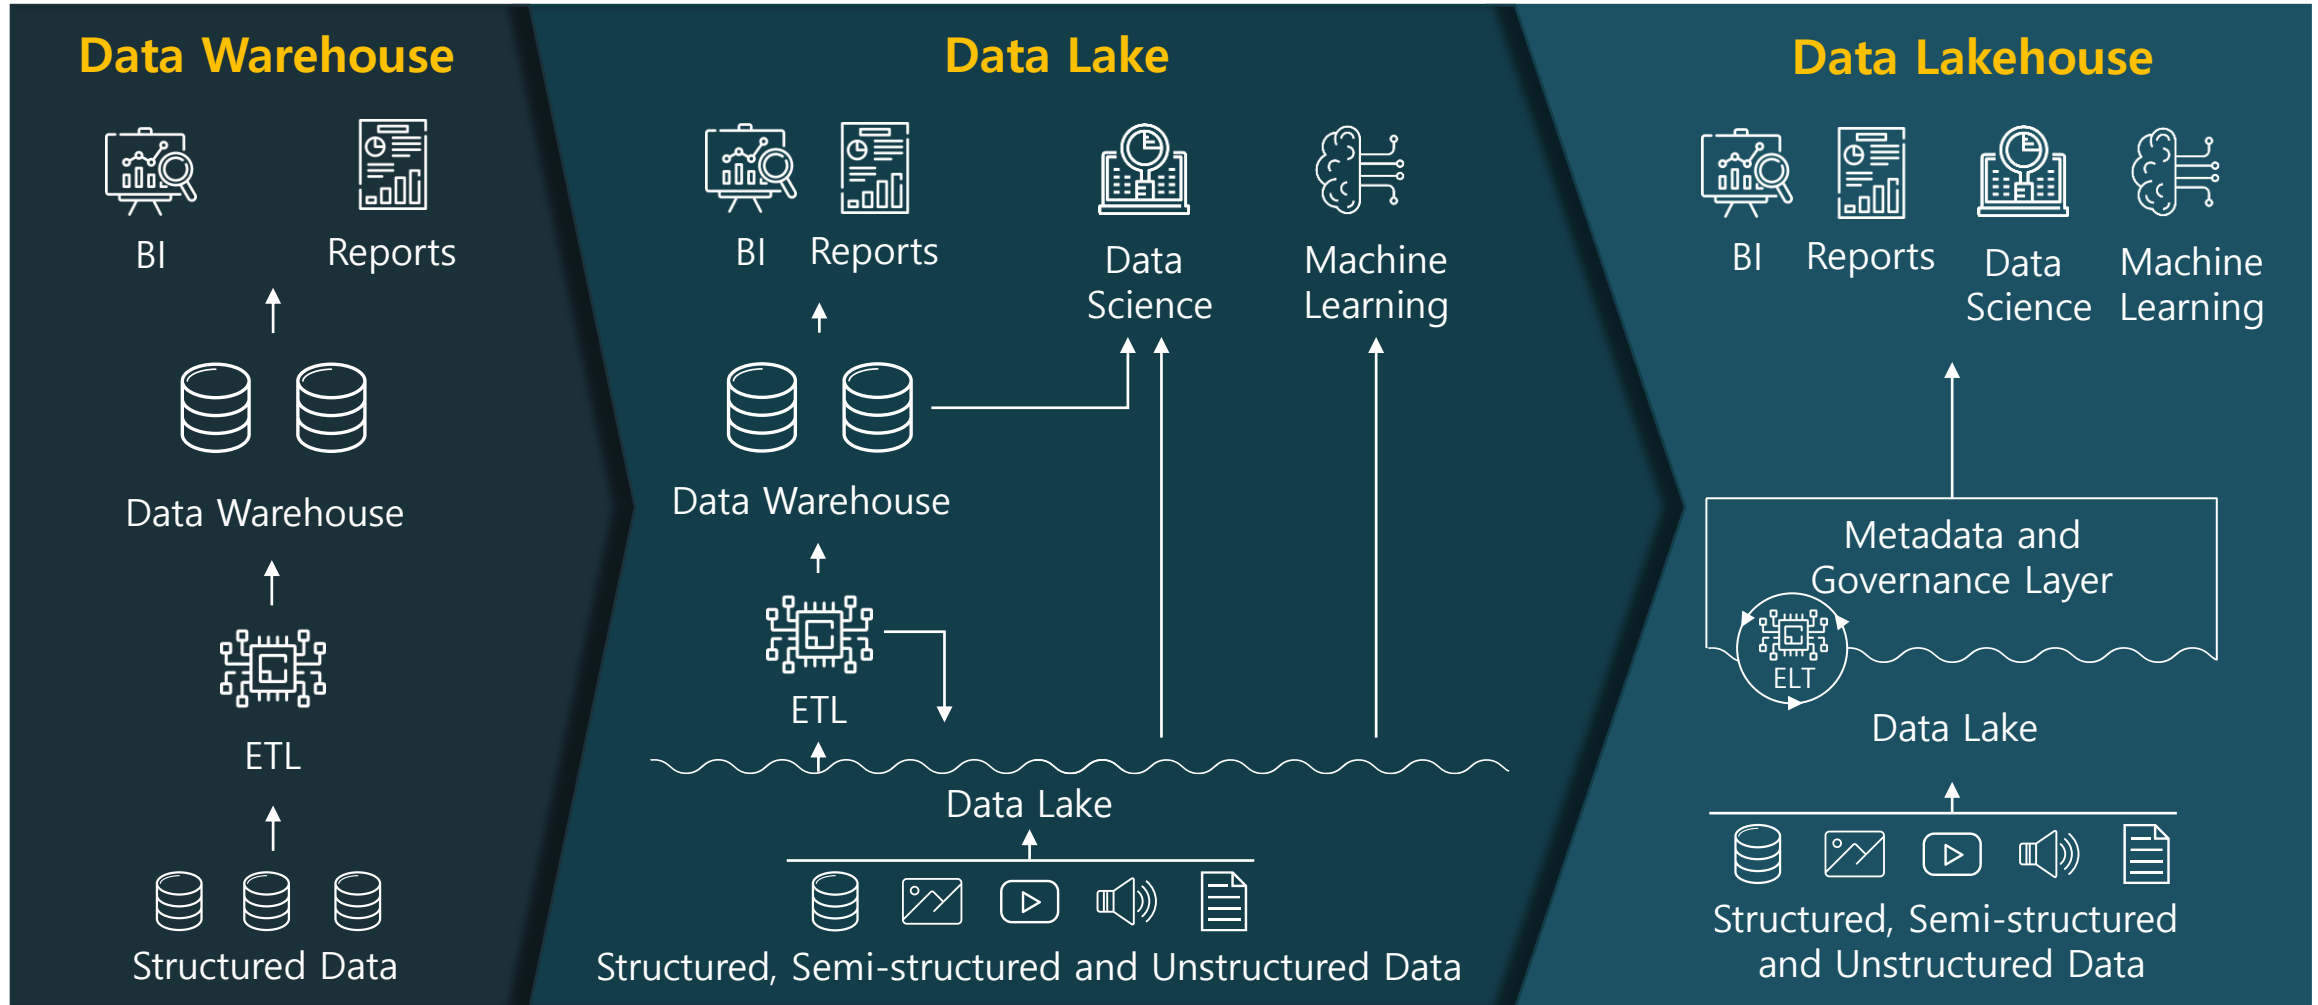 Data Warehouse
BI
Reports
Data Warehouse
ETL
Structured Data
Data Lake
BI
Reports
Data
Science
Machine
Learning
Data Warehouse
ETL
Data Lake
Structured, Semi-structured and Unstructured Data
Data Lakehouse
BI
Reports
Data
Science
Machine
Learning
Metadata and
Governance Layer
ELT
Data Lake
Structured, Semi-structured
and Unstructured Data